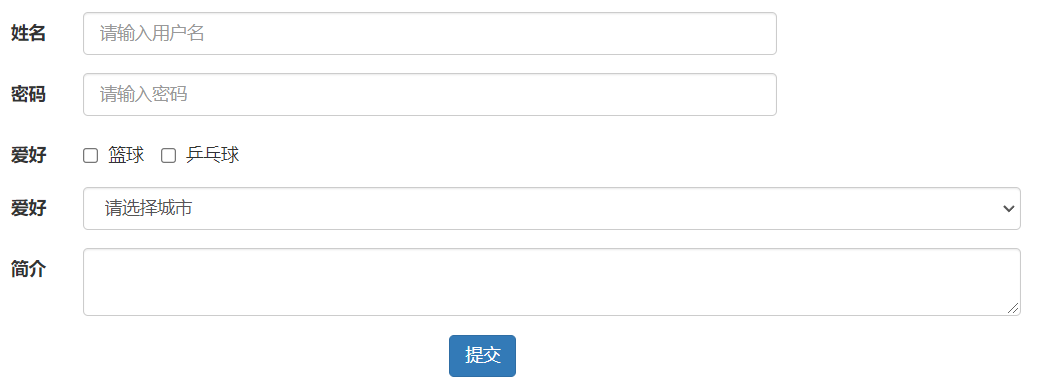 姓名 请输入用户名
密码 请输入密码
爱好 篮球 乒乓球
爱好 请选择城市
简介
提交